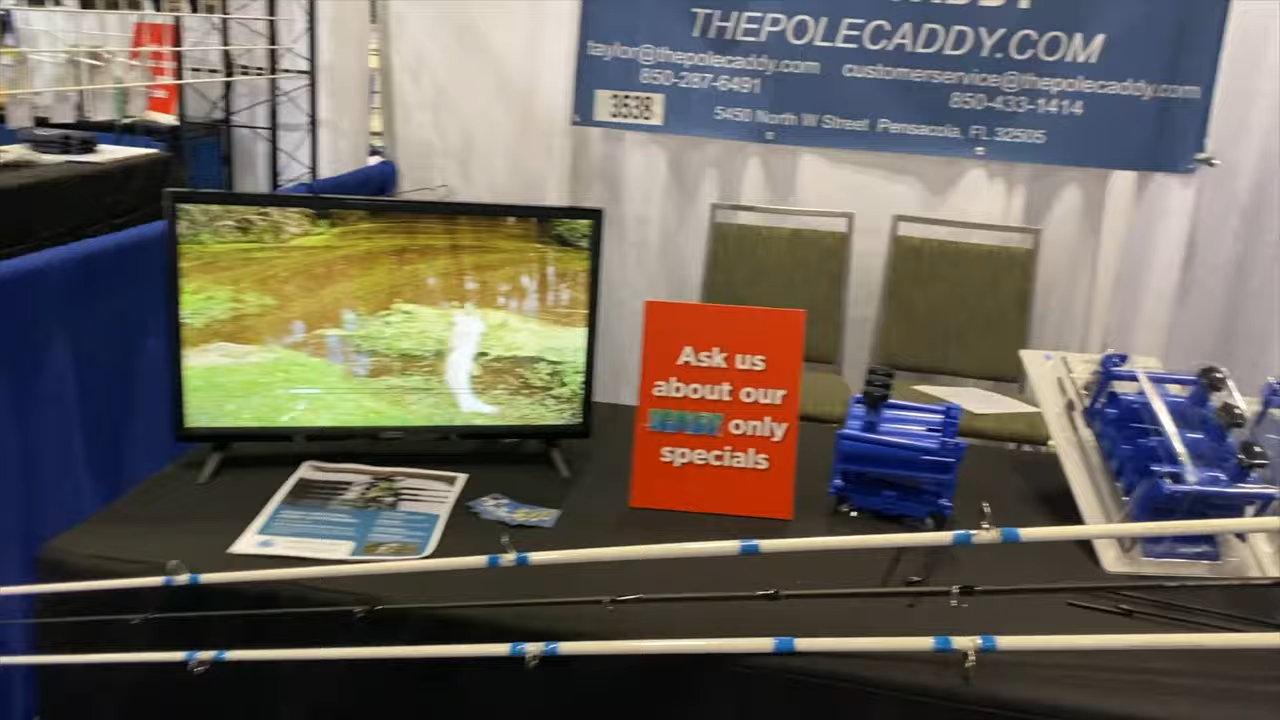 THEPOLECADDY.COM
taylor@thepolecaddy.com
850-287-6491
customerservice@thepolecaddy.com
850-433-1414
3538
5450 North W Street Pensacola, FL 32505
Ask us
about our
only
specials